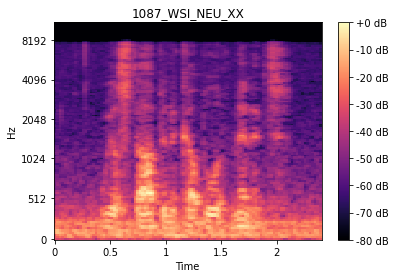 1087_WSI_NEU_XX
+0 dB
8192
-10 dB
4096
-20 dB
-30 dB
2048
Hz
-40 dB
1024
-50 dB
512
-60 dB
-70 dB
0
-80 dB
0 0.5 1 1.5 2
Time